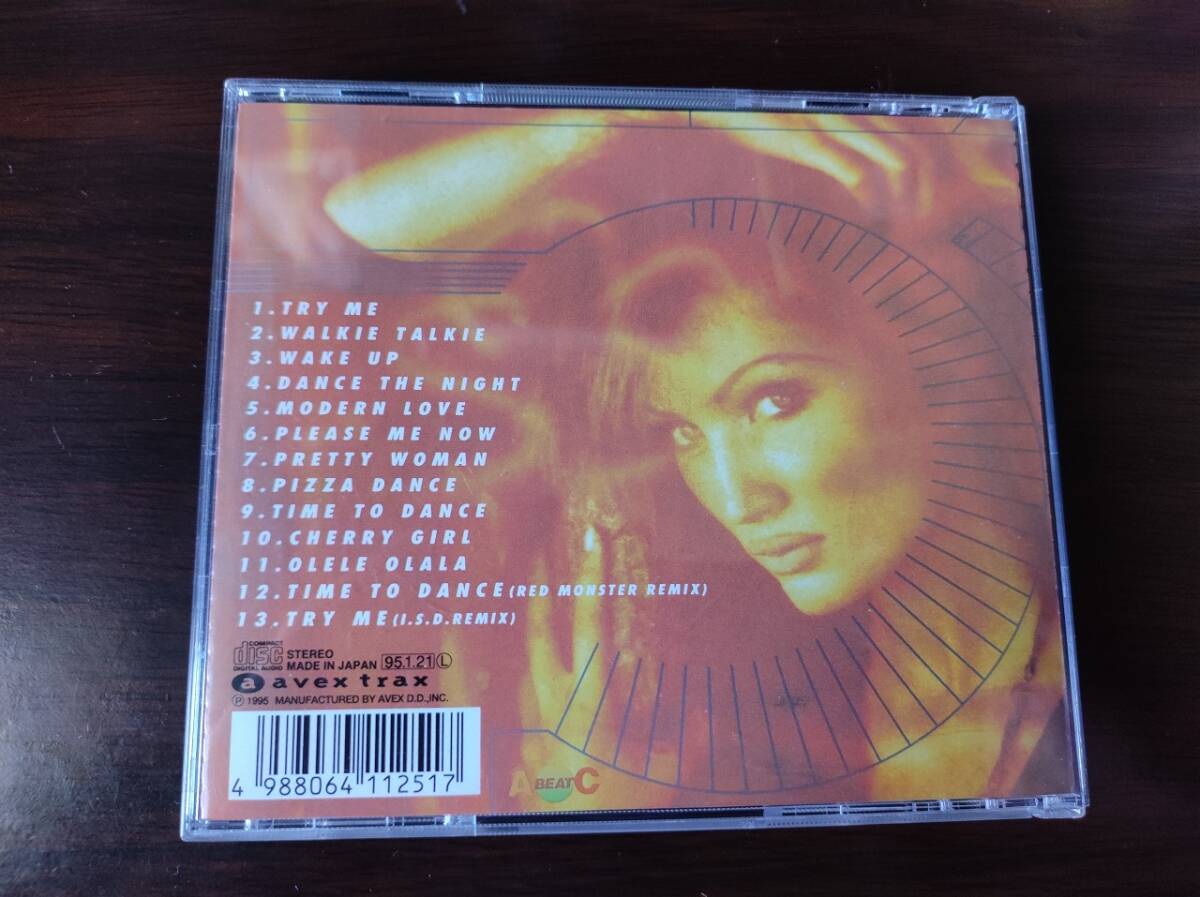 1. TRY ME
2. WALKIE TALKIE
3. WAKE UP
4. DANCE THE NIGHT
5. MODERN LOVE
6. PLEASE ME NOW
7. PRETTY WOMAN
8. PIZZA DANCE
9. TIME TO DANCE
10. CHERRY GIRL
11. OLELE OLALA
12. TIME TO DANCE (RED MONSTER REMIX)
13. TRY ME (I.S.D.REMIX)
COMPACT
disc
DIGITAL AUDIO
STEREO
MADE IN JAPAN 95.1.21 Ⓛ
a avex trax
Ⓟ 1995 MANUFACTURED BY AVEX D.D.,INC.
4 988064 112517
A BEAT C